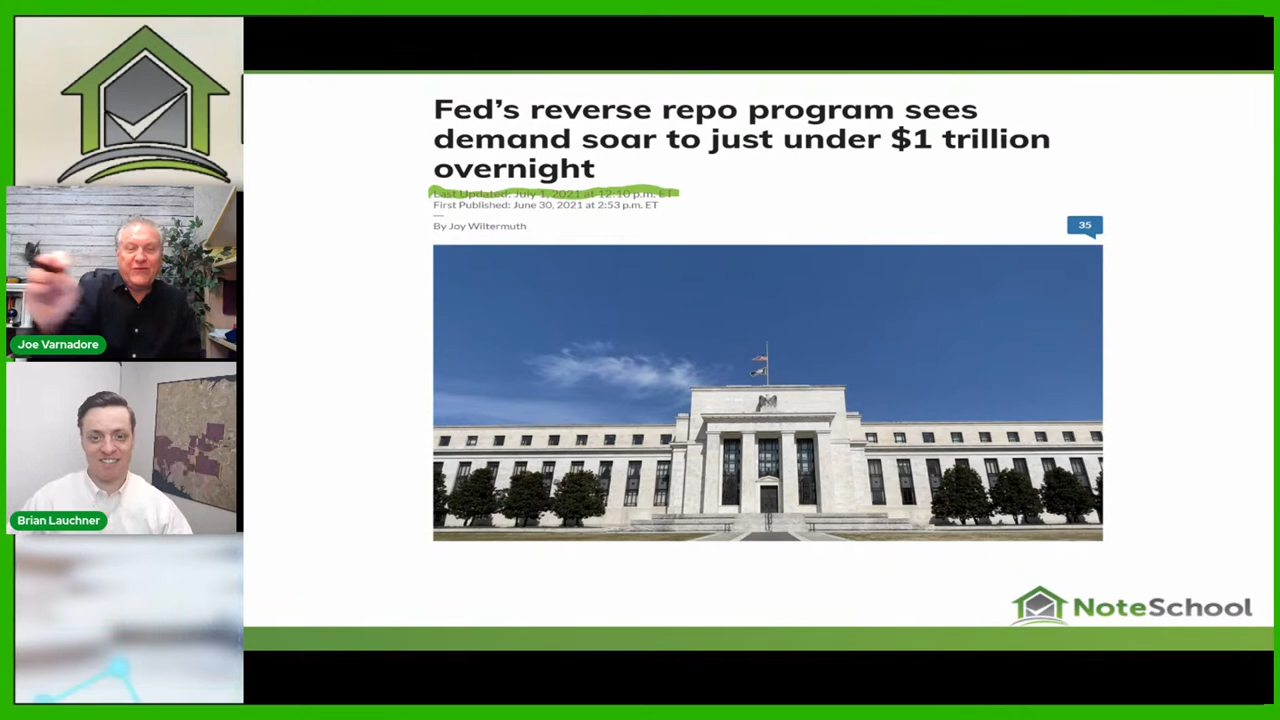 Fed's reverse repo program sees
demand soar to just under $1 trillion
overnight
Last Updated: July 1, 2021 at 12:10 p.m. ET
First Published: June 30, 2021 at 2:53 p.m. ET
By Joy Wiltermuth
35
Joe Varnadore
Brian Lauchner
NoteSchool